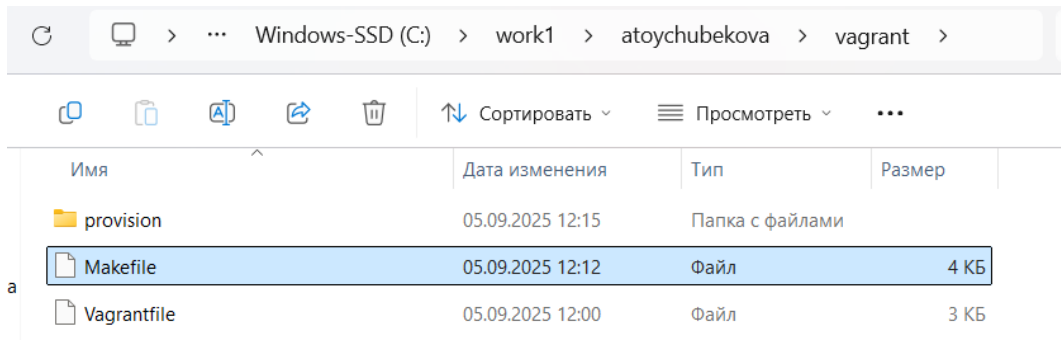 Windows-SSD (C:) > work1 > atoychubekova > vagrant >
Сортировать Просмотреть
Имя Дата изменения Тип Размер
provision 05.09.2025 12:15 Папка с файлами
Makefile 05.09.2025 12:12 Файл 4 КБ
а
Vagrantfile 05.09.2025 12:00 Файл 3 КБ